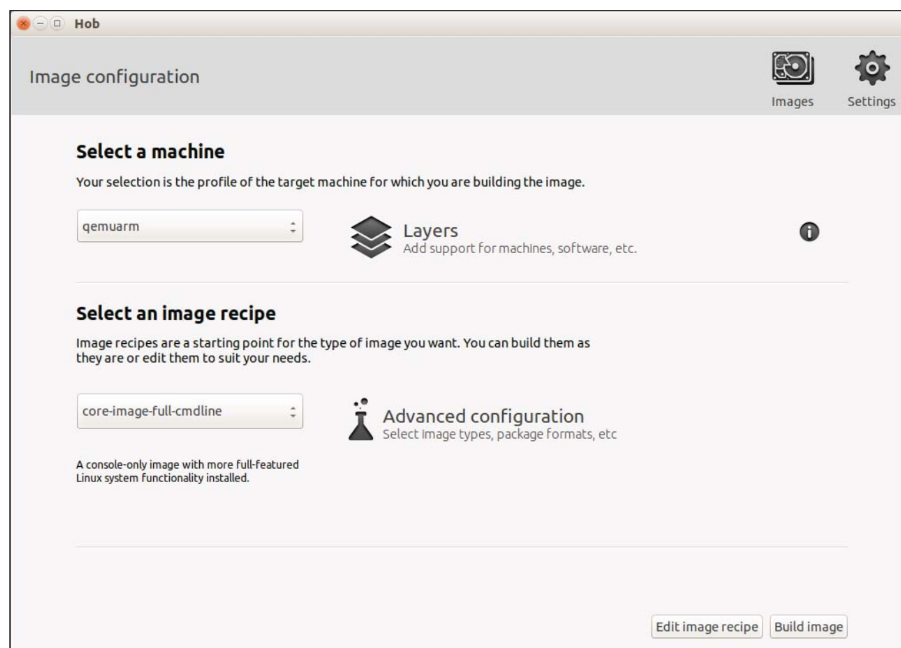 Hob
Image configuration
Images
Settings
Select a machine
Your selection is the profile of the target machine for which you are building the image.
qemuarm
Layers
Add support for machines, software, etc.
Select an image recipe
Image recipes are a starting point for the type of image you want. You can build them as
they are or edit them to suit your needs.
core-image-full-cmdline
Advanced configuration
Select image types, package formats, etc
A console-only image with more full-featured
Linux system functionality installed.
Edit image recipe
Build image